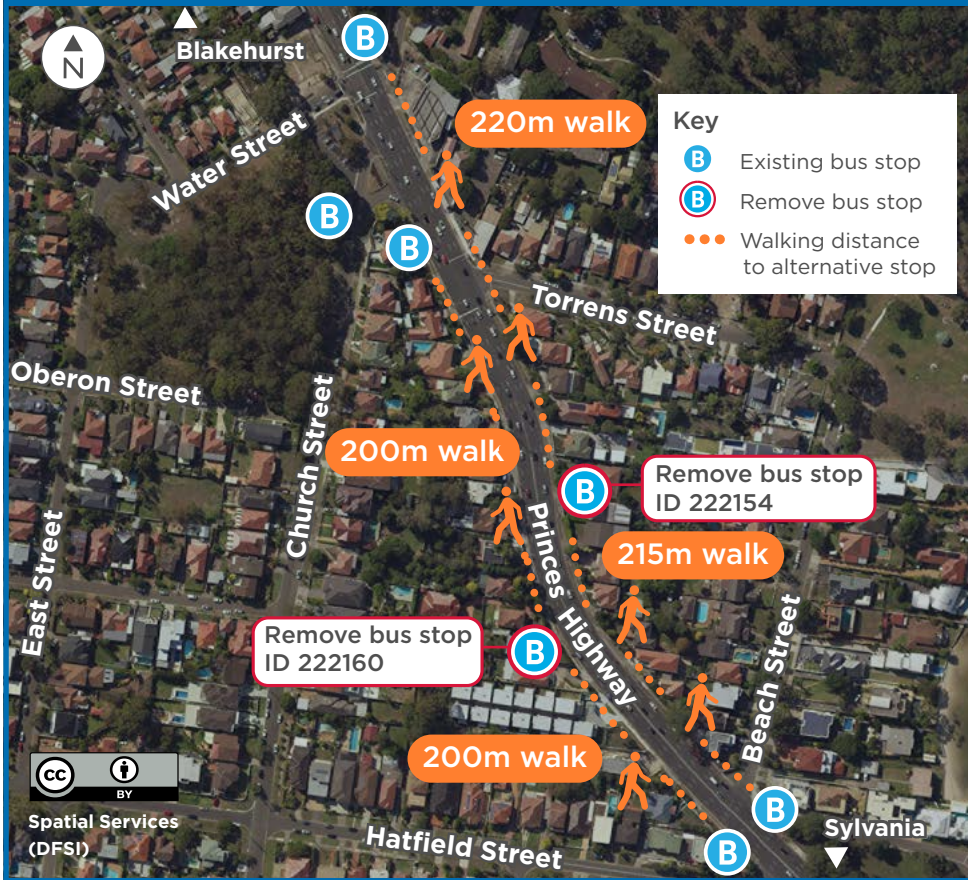 Blakehurst
N
B
220m walk
Key
B Existing bus stop
B Remove bus stop
Walking distance
to alternative stop
Water Street
B
B
Torrens Street
Oberon Street
Church Street
200m walk
B
Remove bus stop
ID 222154
Princes Highway
215m walk
East Street
Remove bus stop
ID 222160
B
Beach Street
200m walk
cc
BY
Spatial Services
(DFSI)
Hatfield Street
B
B
Sylvania